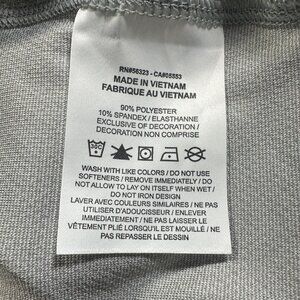 RN#56323 - CA#05553
MADE IN VIETNAM
FABRIQUE AU VIETNAM
90% POLYESTER
10% SPANDEX / ELASTHANNE
EXCLUSIVE OF DECORATION /
DECORATION NON COMPRISE
WASH WITH LIKE COLORS / DO NOT USE
SOFTENERS / REMOVE IMMEDIATELY / DO
NOT ALLOW TO LAY ON ITSELF WHEN WET /
DO NOT IRON DESIGN
LAVER AVEC COULEURS SIMILAIRES / NE
PAS UTILISER D'ADOUCISSEUR / ENLEVER
IMMÉDIATEMENT / NE PAS LAISSER LE
VÊTEMENT PLIÉ LORSQU'IL EST MOUILLÉ / NE
PAS REPASSER LE DESSIN